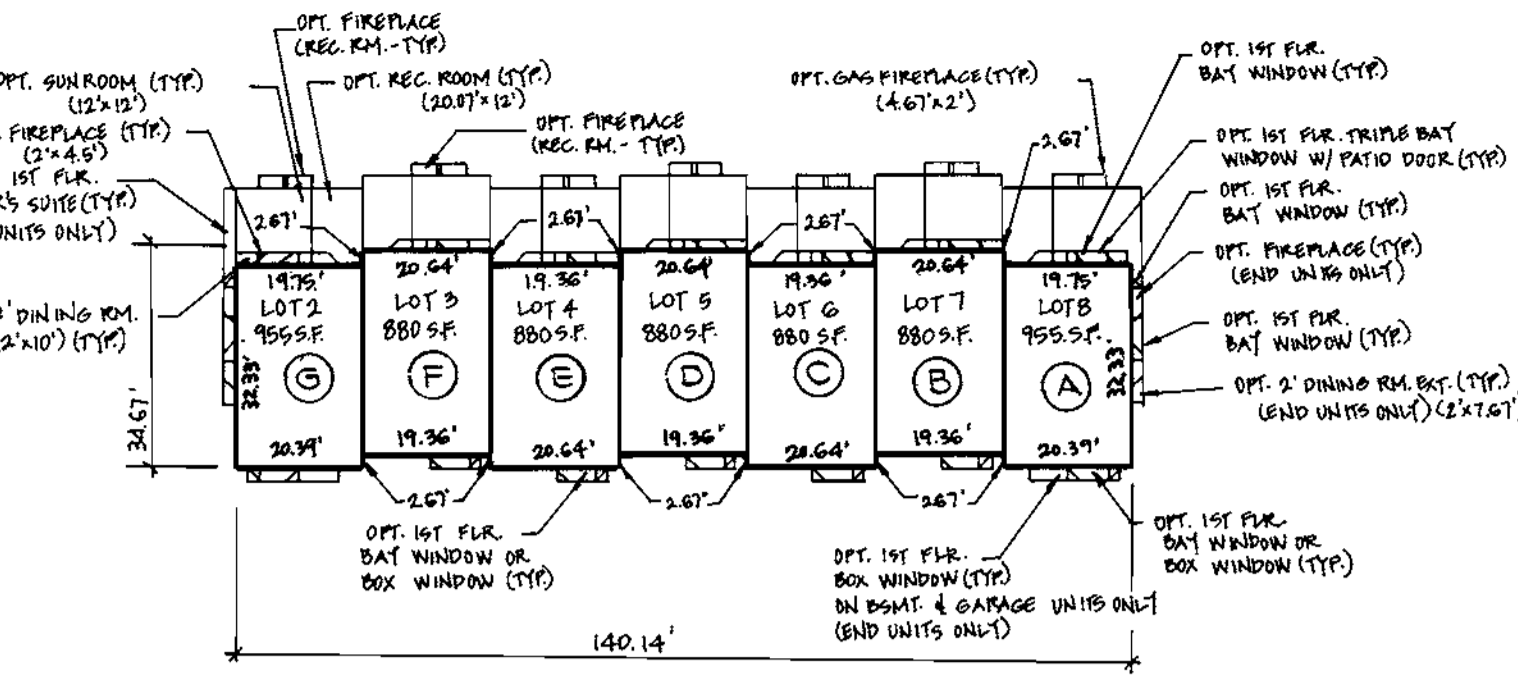 OPT. FIREPLACE
(REC. RM.-TYP.)
OPT. SUNROOM (TYP.)
(12'x12')
OPT. REC. ROOM (TYP.)
(20.07'x12')
. FIREPLACE (TYP.)
(2'x4.5')
OPT. FIREPLACE
(REC. RM.- TYP.)
1ST FLR.
R'S SUITE (TYP.)
UNITS ONLY)
OPT. GAS FIREPLACE (TYP.)
(4.67'x2')
OPT. 1ST FLR.
BAY WINDOW (TYP.)
OPT. 1ST FLR. TRIPLE BAY
WINDOW W/ PATIO DOOR (TYP.)
OPT. 1ST FLR.
BAY WINDOW (TYP.)
OPT. FIREPLACE (TYP.)
(END UNITS ONLY)
OPT. 1ST FLR.
BAY WINDOW (TYP.)
OPT. 2' DINING RM. EXT. (TYP.)
(END UNITS ONLY) (2'x7.67'
' DINING RM.
2'x10') (TYP.)
2.67'
2.67'
2.67'
2.67'
34.67'
19.75'
LOT 2
955 S.F.
G
32.33'
20.39'
20.64'
LOT 3
880 S.F.
F
19.36'
19.36'
LOT 4
880 S.F.
E
20.64'
20.64'
LOT 5
880 S.F.
D
19.36'
19.36'
LOT 6
880 S.F.
C
20.64'
20.64'
LOT 7
880 S.F.
B
19.36'
19.75'
LOT 8
955 S.F.
A
32.33
20.39'
2.67'
2.67'
2.67'
OPT. 1ST FLR.
BAY WINDOW OR
BOX WINDOW (TYP.)
OPT. 1ST FLR.
BOX WINDOW (TYP.)
ON BSMT. & GARAGE UNITS ONLY
(END UNITS ONLY)
OPT. 1ST FLR.
BAY WINDOW OR
BOX WINDOW (TYP.)
140.14'